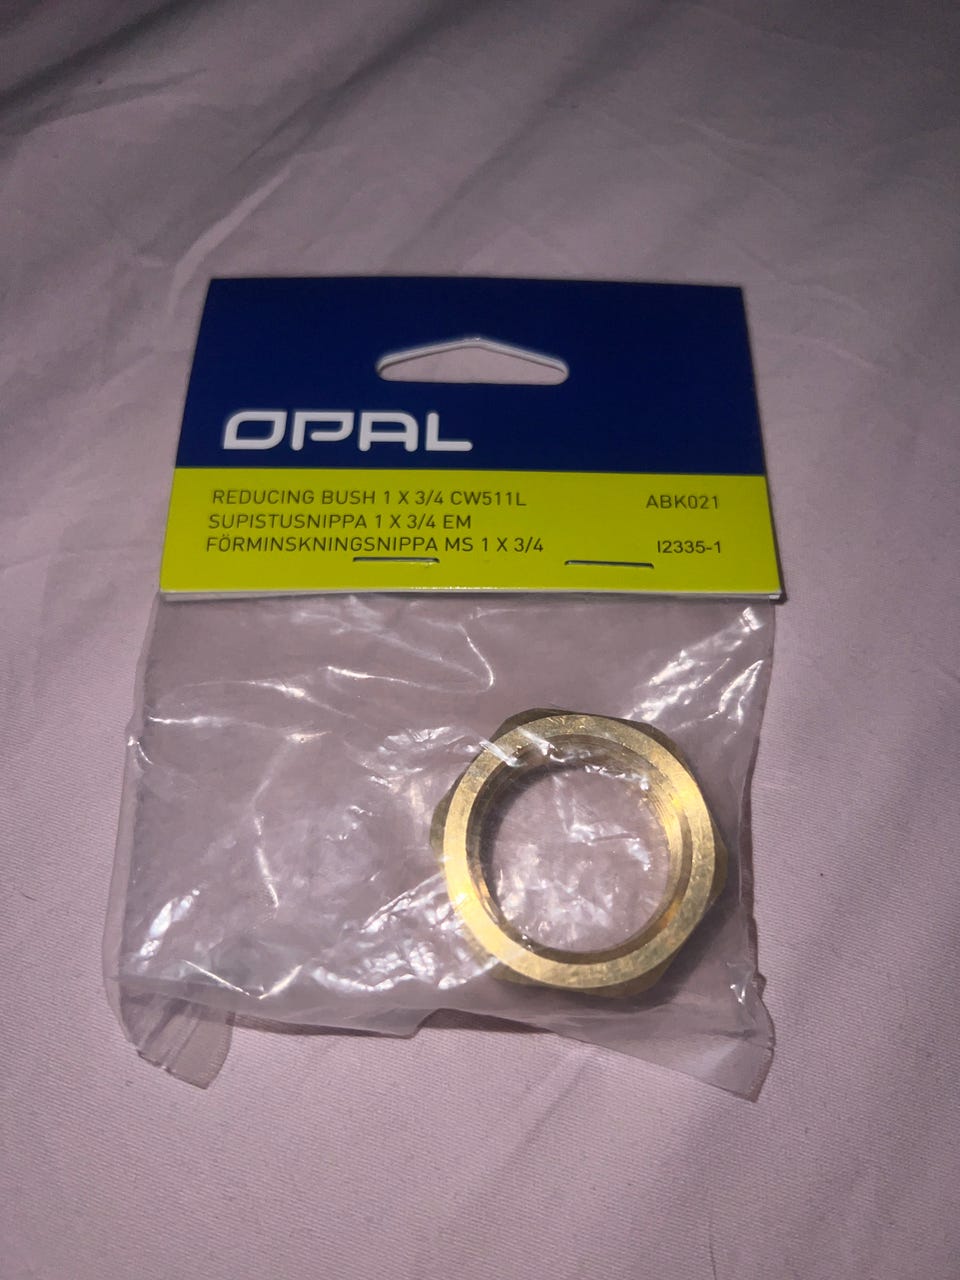 OPAL
REDUCING BUSH 1 X 3/4 CW511L ABK021
SUPISTUSNIPPA 1 X 3/4 EM
FÖRMINSKNINGSNIPPA MS 1 X 3/4 I2335-1